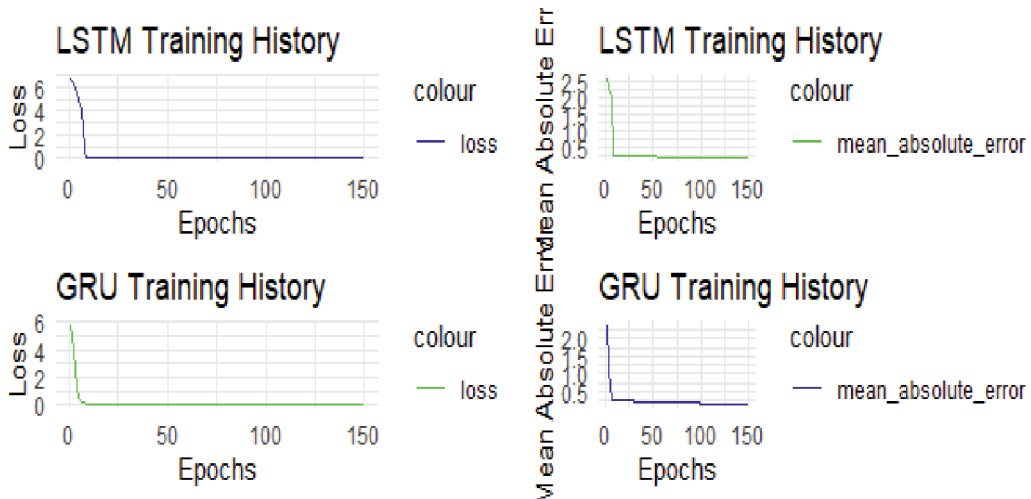 LSTM Training History
Loss
6
4
2
0
0 50 100 150
Epochs
colour
loss
LSTM Training History
Mean Absolute Err
2.5
2.0
1.5
1.0
0.5
0 50 100 150
Epochs
colour
mean_absolute_error
GRU Training History
Loss
6
4
2
0
0 50 100 150
Epochs
colour
loss
GRU Training History
Mean Absolute Erro
2.0
1.5
1.0
0.5
0 50 100 150
Epochs
colour
mean_absolute_error